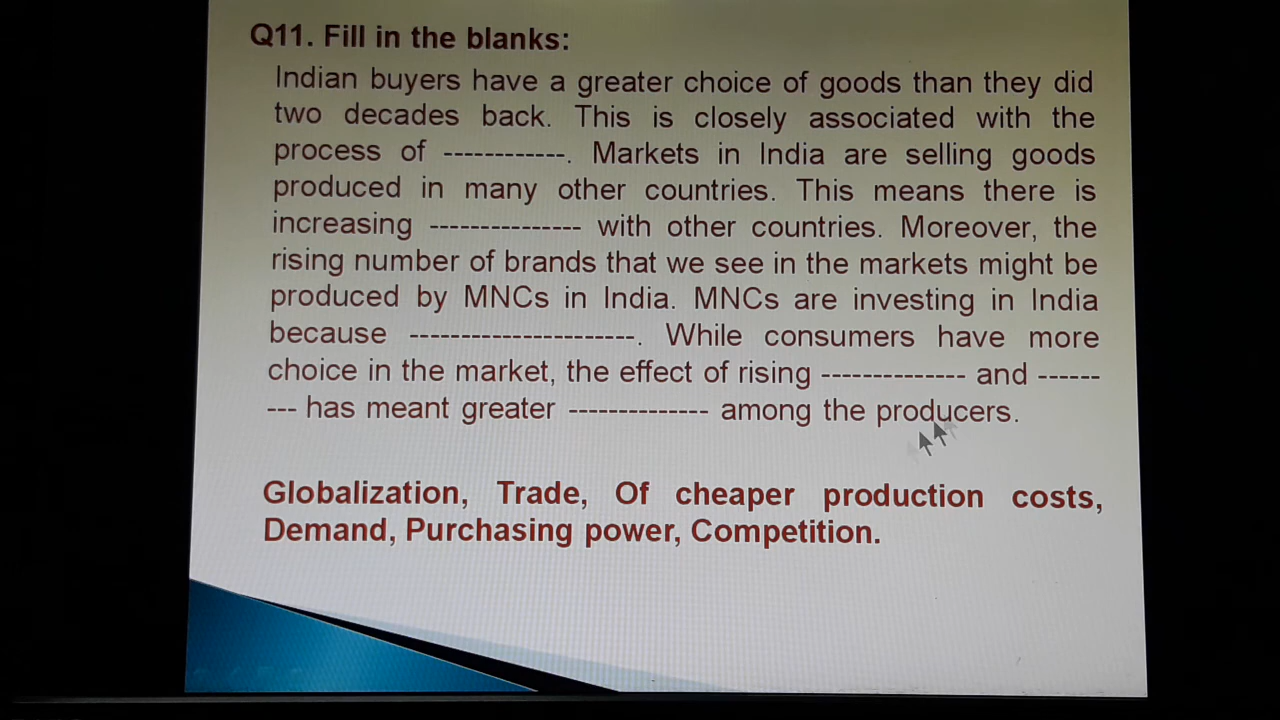 Q11. Fill in the blanks:
Indian buyers have a greater choice of goods than they did
two decades back. This is closely associated with the
process of ------------. Markets in India are selling goods
produced in many other countries. This means there is
increasing --------------- with other countries. Moreover, the
rising number of brands that we see in the markets might be
produced by MNCs in India. MNCs are investing in India
because ----------------------. While consumers have more
choice in the market, the effect of rising -------------- and ------
--- has meant greater -------------- among the producers.
Globalization, Trade, Of cheaper production costs,
Demand, Purchasing power, Competition.